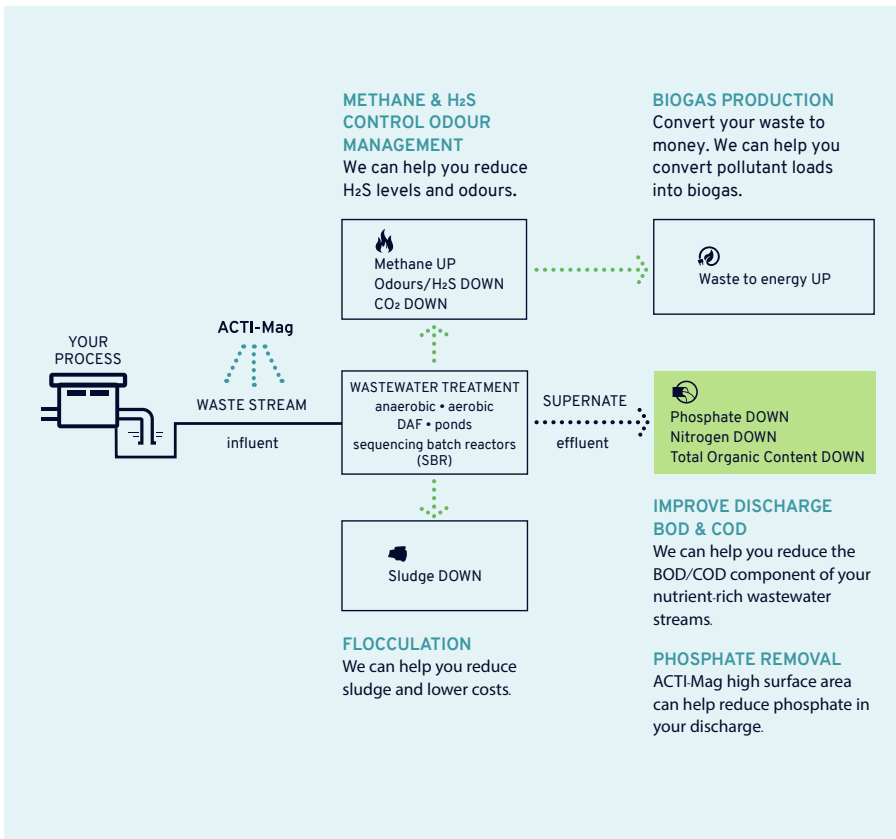 METHANE & H₂S
CONTROL ODOUR
MANAGEMENT
We can help you reduce
H₂S levels and odours.
BIOGAS PRODUCTION
Convert your waste to
money. We can help you
convert pollutant loads
into biogas.
Methane UP
Odours/H₂S DOWN
CO₂ DOWN
Waste to energy UP
YOUR
PROCESS
ACTI-Mag
WASTE STREAM
influent
WASTEWATER TREATMENT
anaerobic • aerobic
DAF • ponds
sequencing batch reactors
(SBR)
SUPERNATE
effluent
Phosphate DOWN
Nitrogen DOWN
Total Organic Content DOWN
Sludge DOWN
FLOCCULATION
We can help you reduce
sludge and lower costs.
IMPROVE DISCHARGE
BOD & COD
We can help you reduce the
BOD/COD component of your
nutrient-rich wastewater
streams.
PHOSPHATE REMOVAL
ACTI-Mag high surface area
can help reduce phosphate in
your discharge.